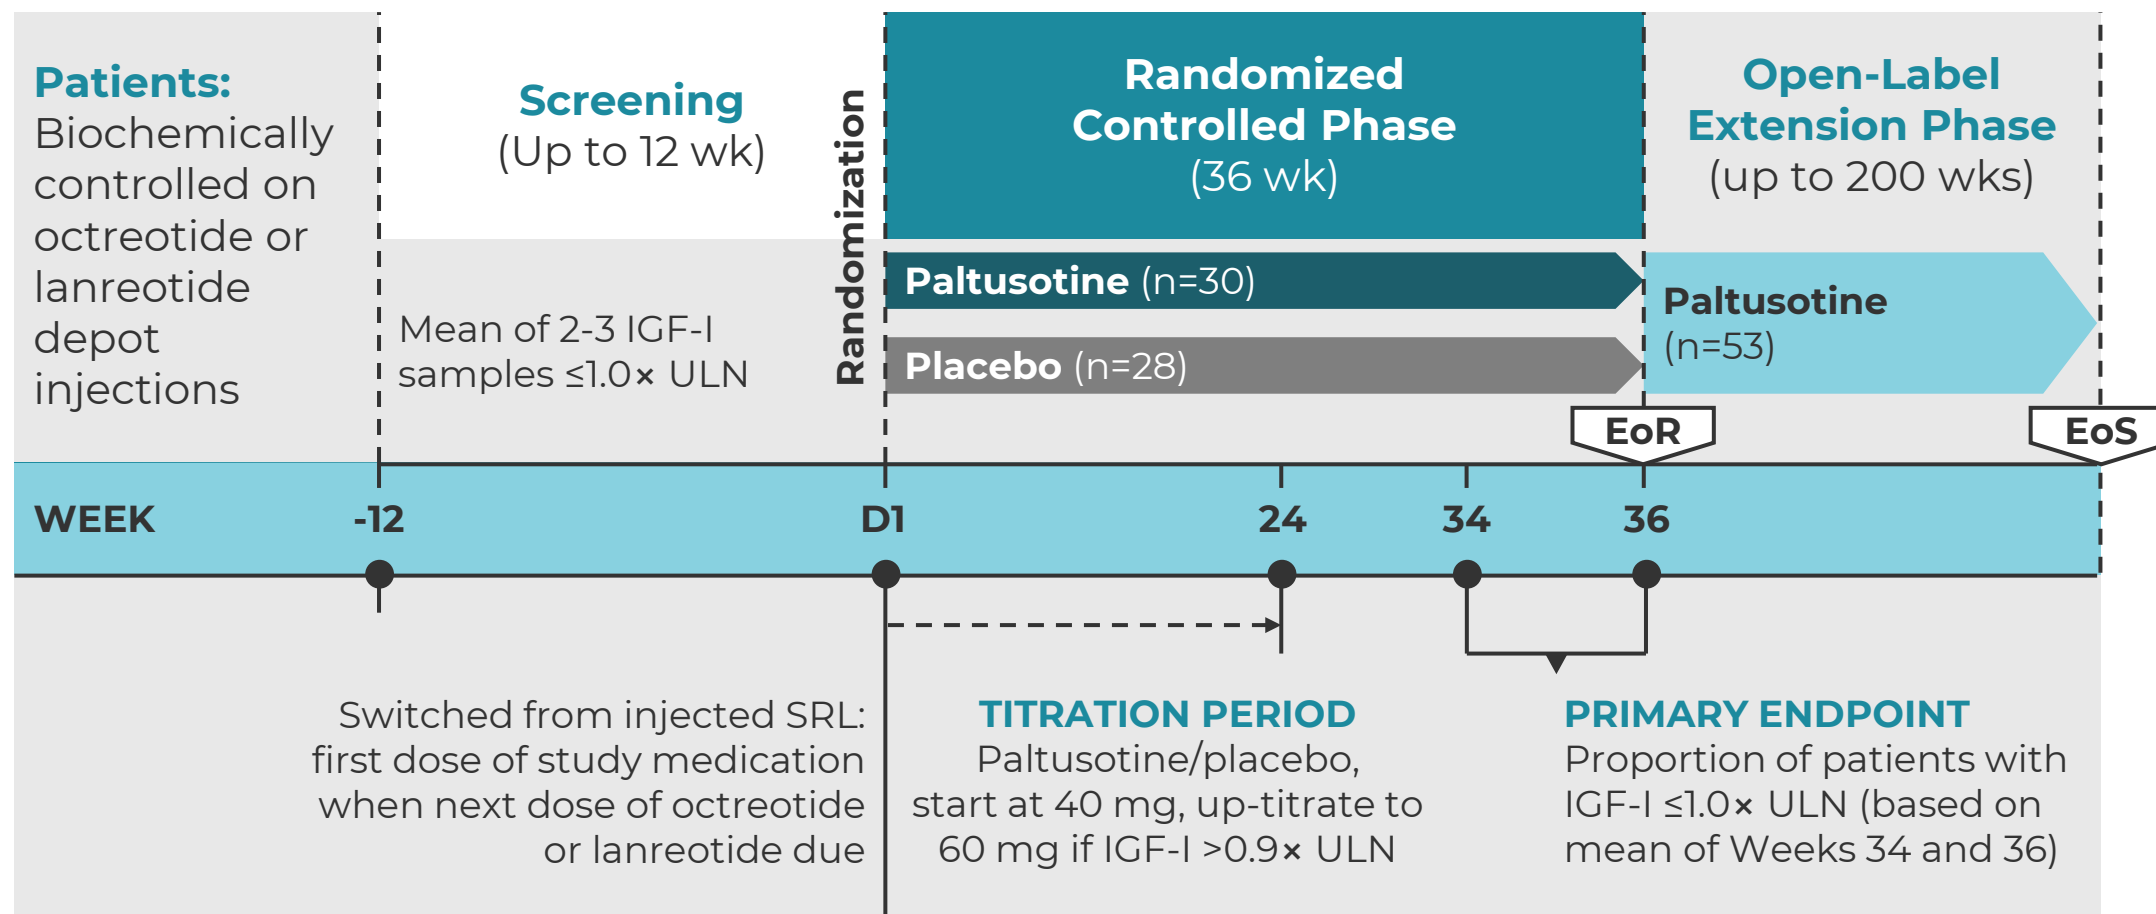 Patients:
Biochemically
controlled on
octreotide or
lanreotide
depot
injections
Screening
(Up to 12 wk)
Mean of 2-3 IGF-I
samples ≤1.0× ULN
Randomization
Randomized
Controlled Phase
(36 wk)
Paltusotine (n=30)
Placebo (n=28)
Open-Label
Extension Phase
(up to 200 wks)
Paltusotine
(n=53)
EoR
EoS
WEEK -12 D1 24 34 36
Switched from injected SRL:
first dose of study medication
when next dose of octreotide
or lanreotide due
TITRATION PERIOD
Paltusotine/placebo,
start at 40 mg, up-titrate to
60 mg if IGF-I >0.9× ULN
PRIMARY ENDPOINT
Proportion of patients with
IGF-I ≤1.0× ULN (based on
mean of Weeks 34 and 36)